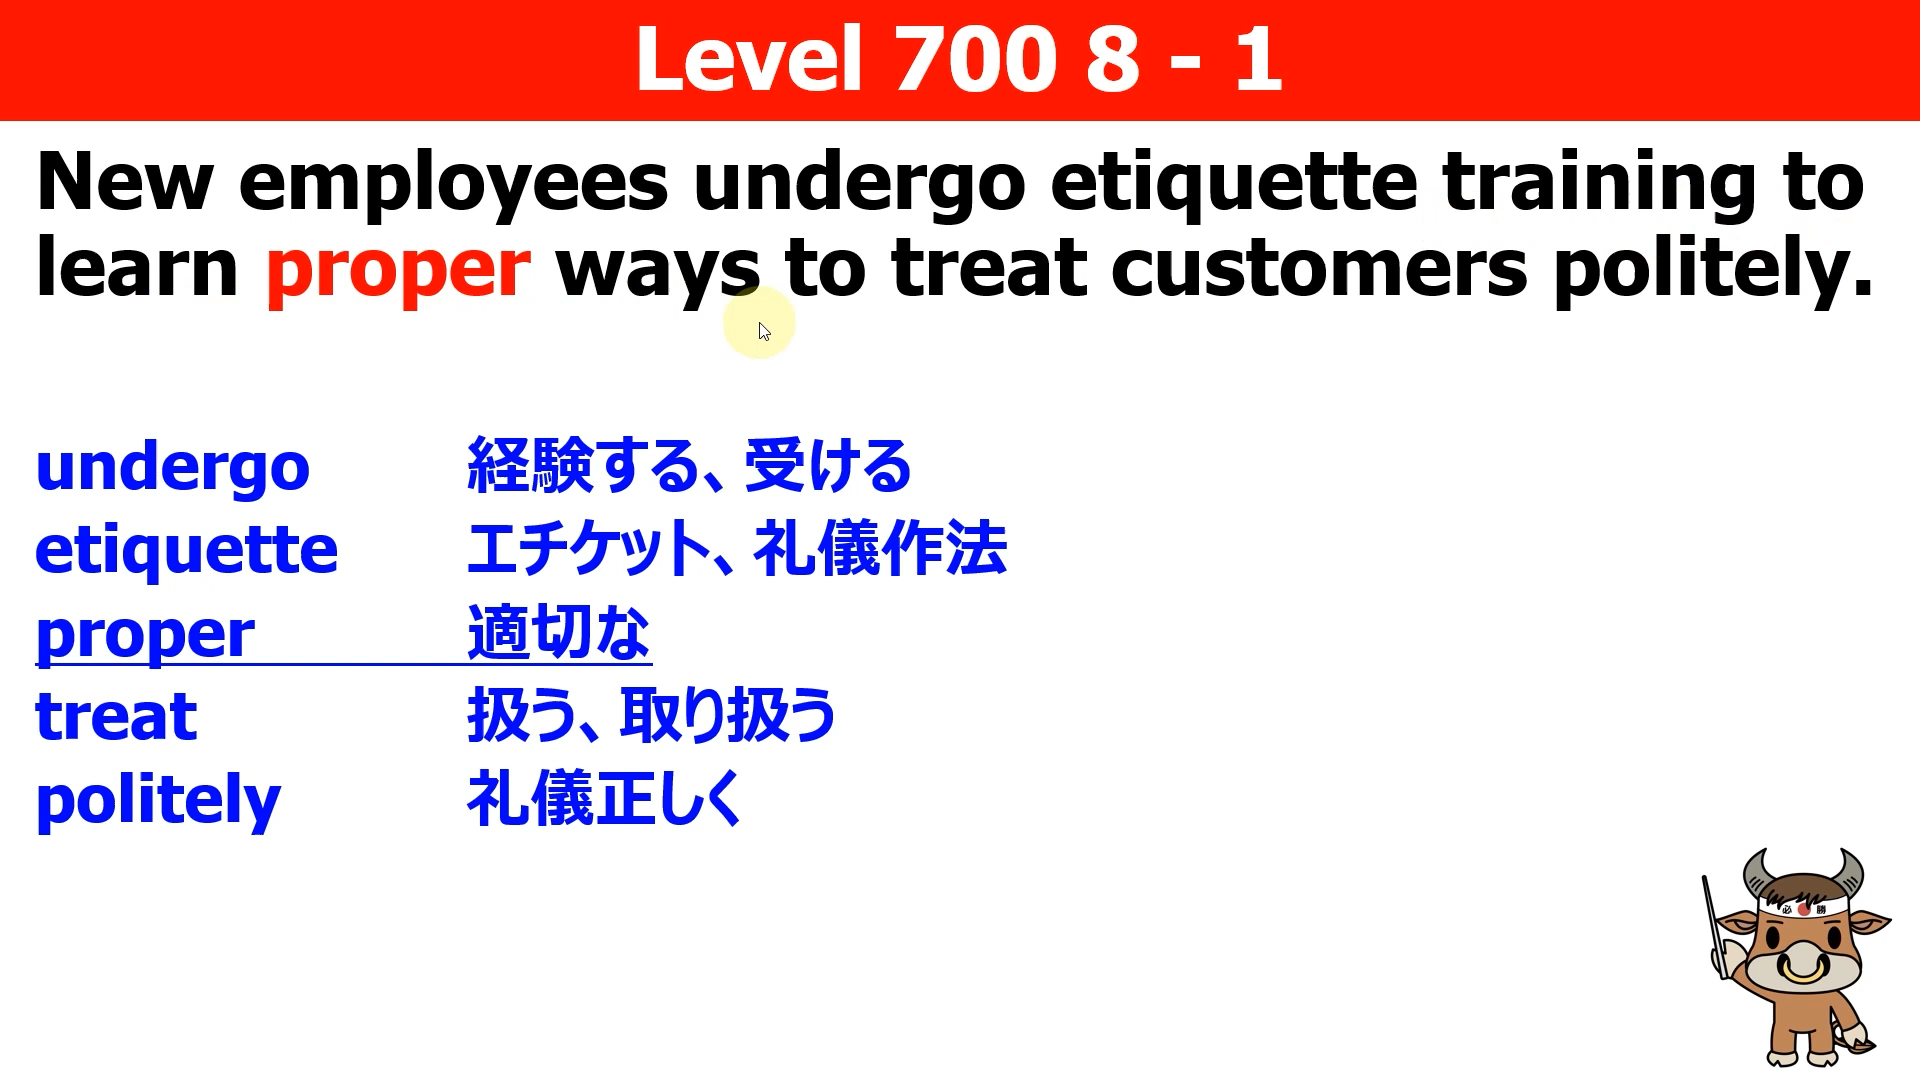 Level 700 8 - 1
New employees undergo etiquette training to
learn proper ways to treat customers politely.
undergo 経験する、受ける
etiquette エチケット、礼儀作法
proper 適切な
treat 扱う、取り扱う
politely 礼儀正しく
必 勝